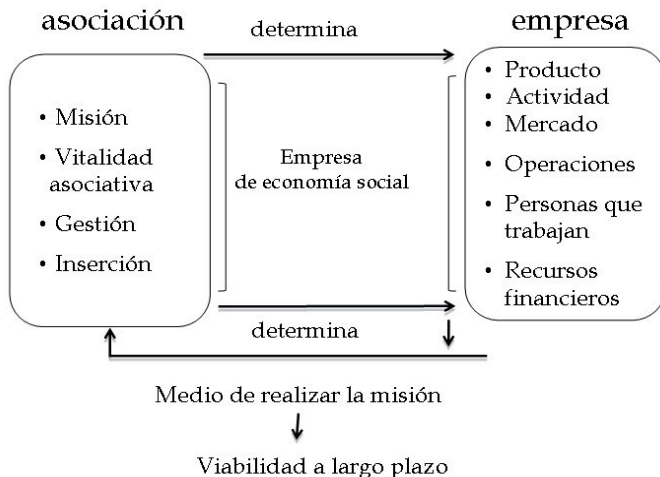 asociación
determina
empresa
• Misión
• Vitalidad
asociativa
• Gestión
• Inserción
Empresa
de economía social
• Producto
• Actividad
• Mercado
• Operaciones
• Personas que
trabajan
• Recursos
financieros
determina
Medio de realizar la misión
Viabilidad a largo plazo